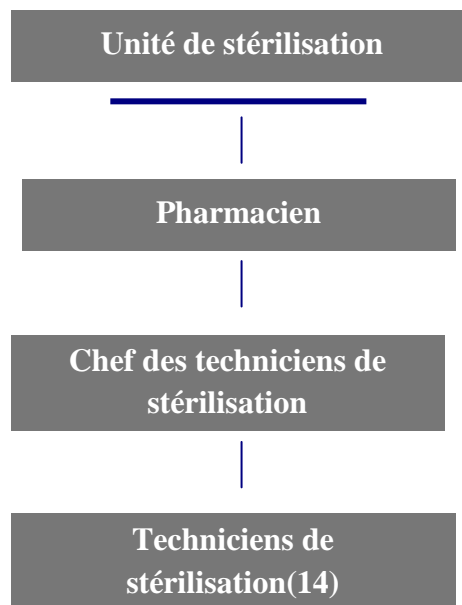 Unité de stérilisation
Pharmacien
Chef des techniciens de
stérilisation
Techniciens de
stérilisation(14)